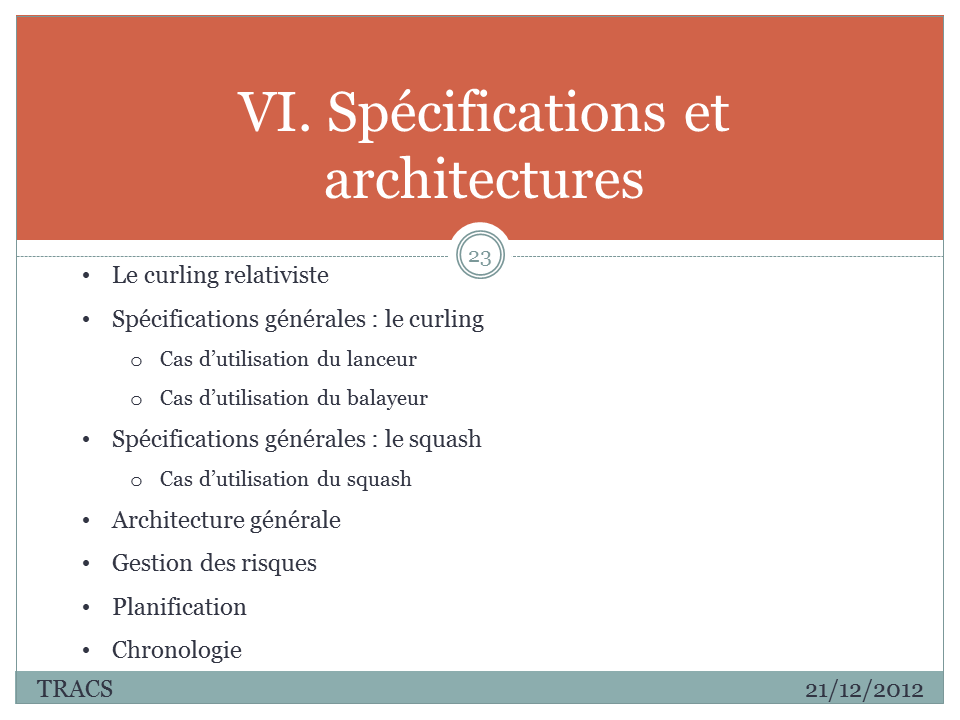 VI. Spécifications et
architectures
23
• Le curling relativiste
• Spécifications générales : le curling
o Cas d’utilisation du lanceur
o Cas d’utilisation du balayeur
• Spécifications générales : le squash
o Cas d’utilisation du squash
• Architecture générale
• Gestion des risques
• Planification
• Chronologie
TRACS 21/12/2012